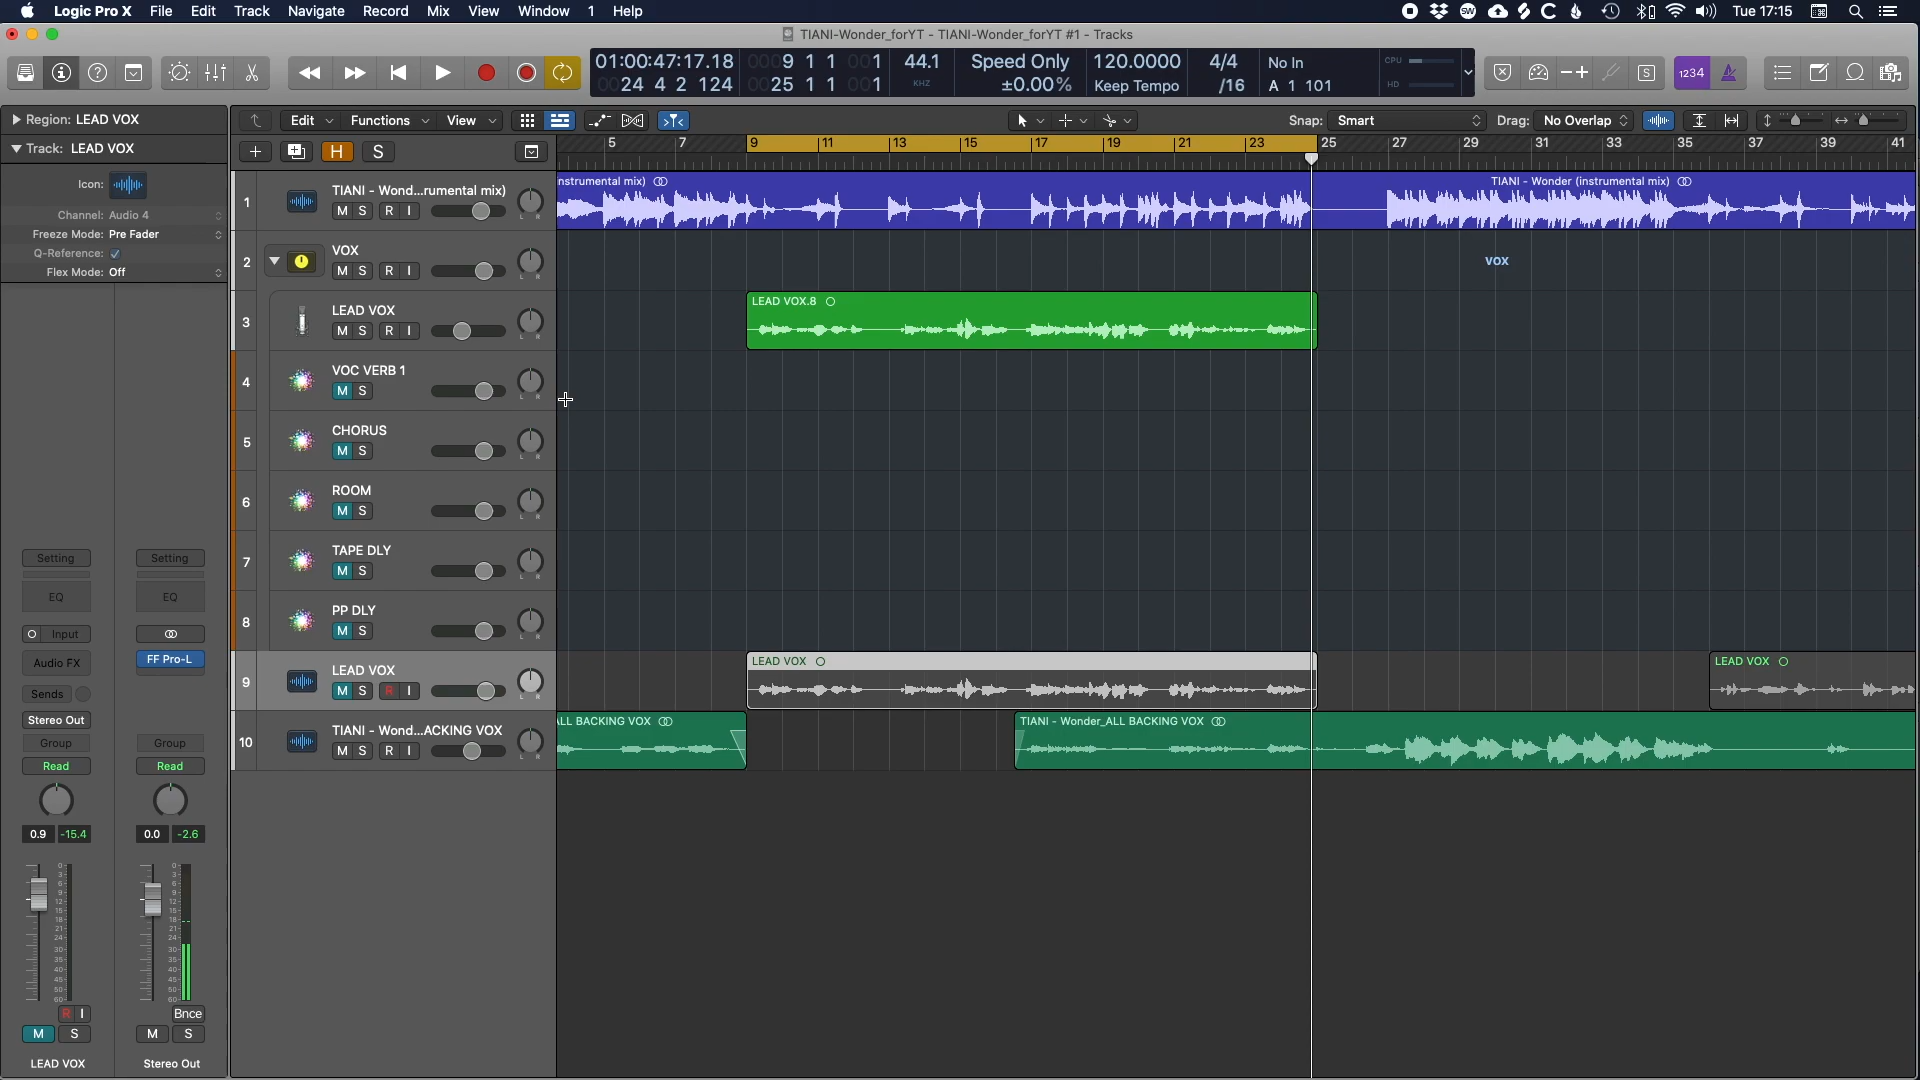 Logic Pro X File Edit Track Navigate Record Mix View Window 1 Help Tue 17:15
TIANI-Wonder_forYT - TIANI-Wonder_forYT #1 - Tracks
01:00:47:17.18 0009 1 1 001 44.1 Speed Only 120.0000 4/4 No In CPU
0024 4 2 124 0025 1 1 001 KHZ ±0.00% Keep Tempo /16 A 1 101 HD
1234
Region: LEAD VOX
Edit Functions View Snap: Smart Drag: No Overlap
Track: LEAD VOX
H S
5 7 9 11 13 15 17 19 21 23 25 27 29 31 33 35 37 39 41
Icon:
Channel: Audio 4
Freeze Mode: Pre Fader
Q-Reference:
Flex Mode: Off
1 TIANI - Wond...rumental mix)
M S R I
nstrumental mix)
TIANI - Wonder (instrumental mix)
2 VOX
M S R I
VOX
3 LEAD VOX
M S R I
LEAD VOX.8
4 VOC VERB 1
M S
5 CHORUS
M S
6 ROOM
M S
7 TAPE DLY
M S
8 PP DLY
M S
9 LEAD VOX
M S R I
LEAD VOX
LEAD VOX
10 TIANI - Wond...ACKING VOX
M S R I
ALL BACKING VOX
TIANI - Wonder_ALL BACKING VOX
Setting Setting
EQ EQ
Input
Audio FX FF Pro-L
Sends
Stereo Out
Group Group
Read Read
0.9 -15.4 0.0 -2.6
R I Bnce
M S M S
LEAD VOX Stereo Out